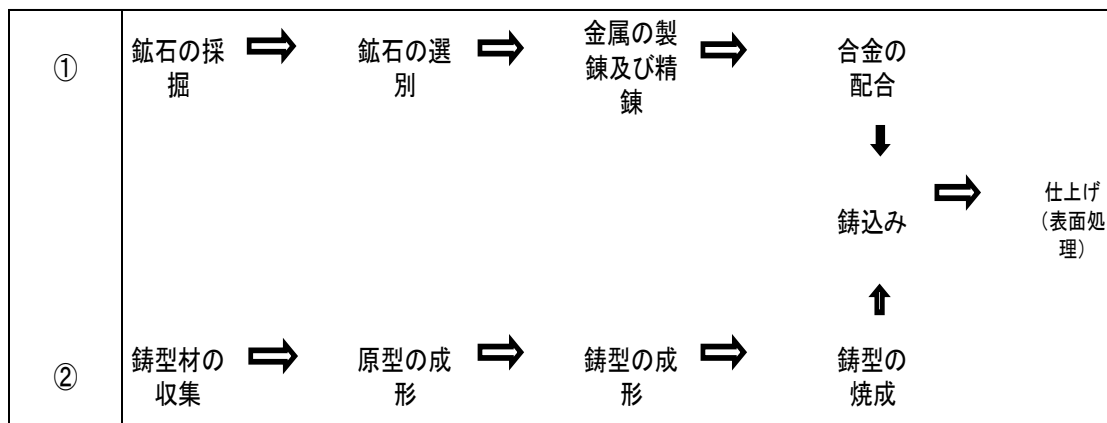 ①
鉱石の採
掘
鉱石の選
別
金属の製
錬及び精
錬
合金の
配合
鋳込み
仕上げ
（表面処
理）
②
鋳型材の
収集
原型の成
形
鋳型の成
形
鋳型の
焼成